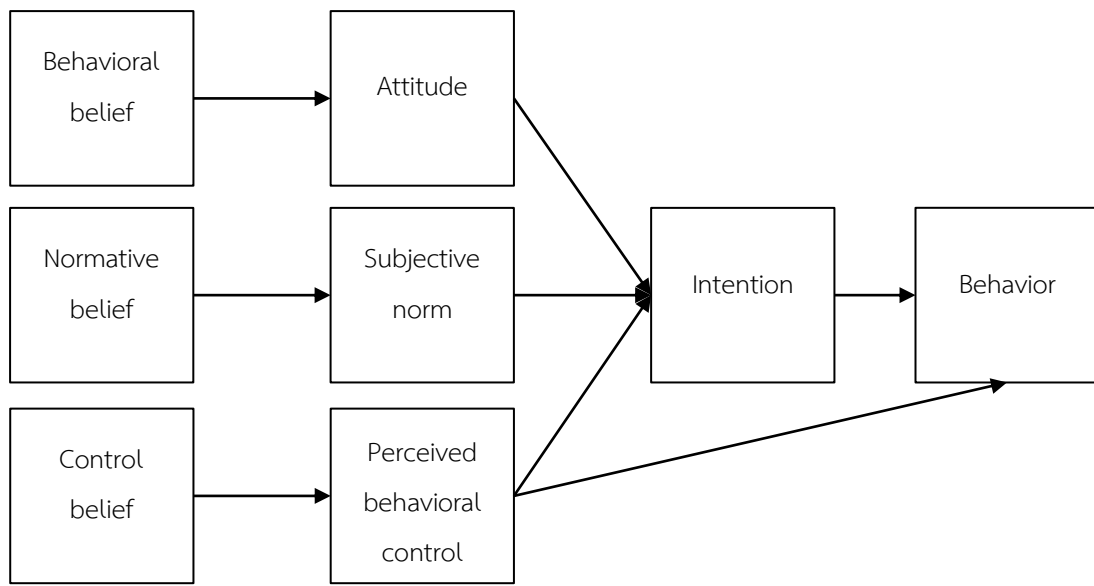 Behavioral
belief
Attitude
Normative
belief
Subjective
norm
Intention
Behavior
Control
belief
Perceived
behavioral
control